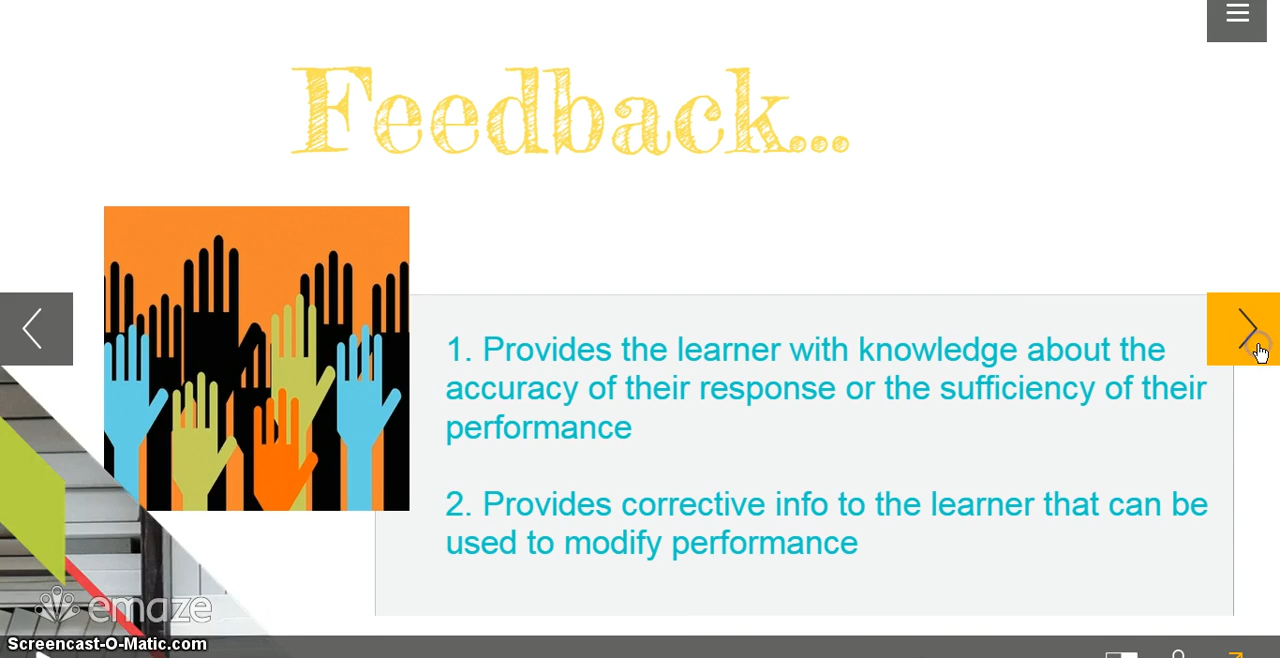 Feedback...
1. Provides the learner with knowledge about the
accuracy of their response or the sufficiency of their
performance
2. Provides corrective info to the learner that can be
used to modify performance
emaze
Screencast-O-Matic.com